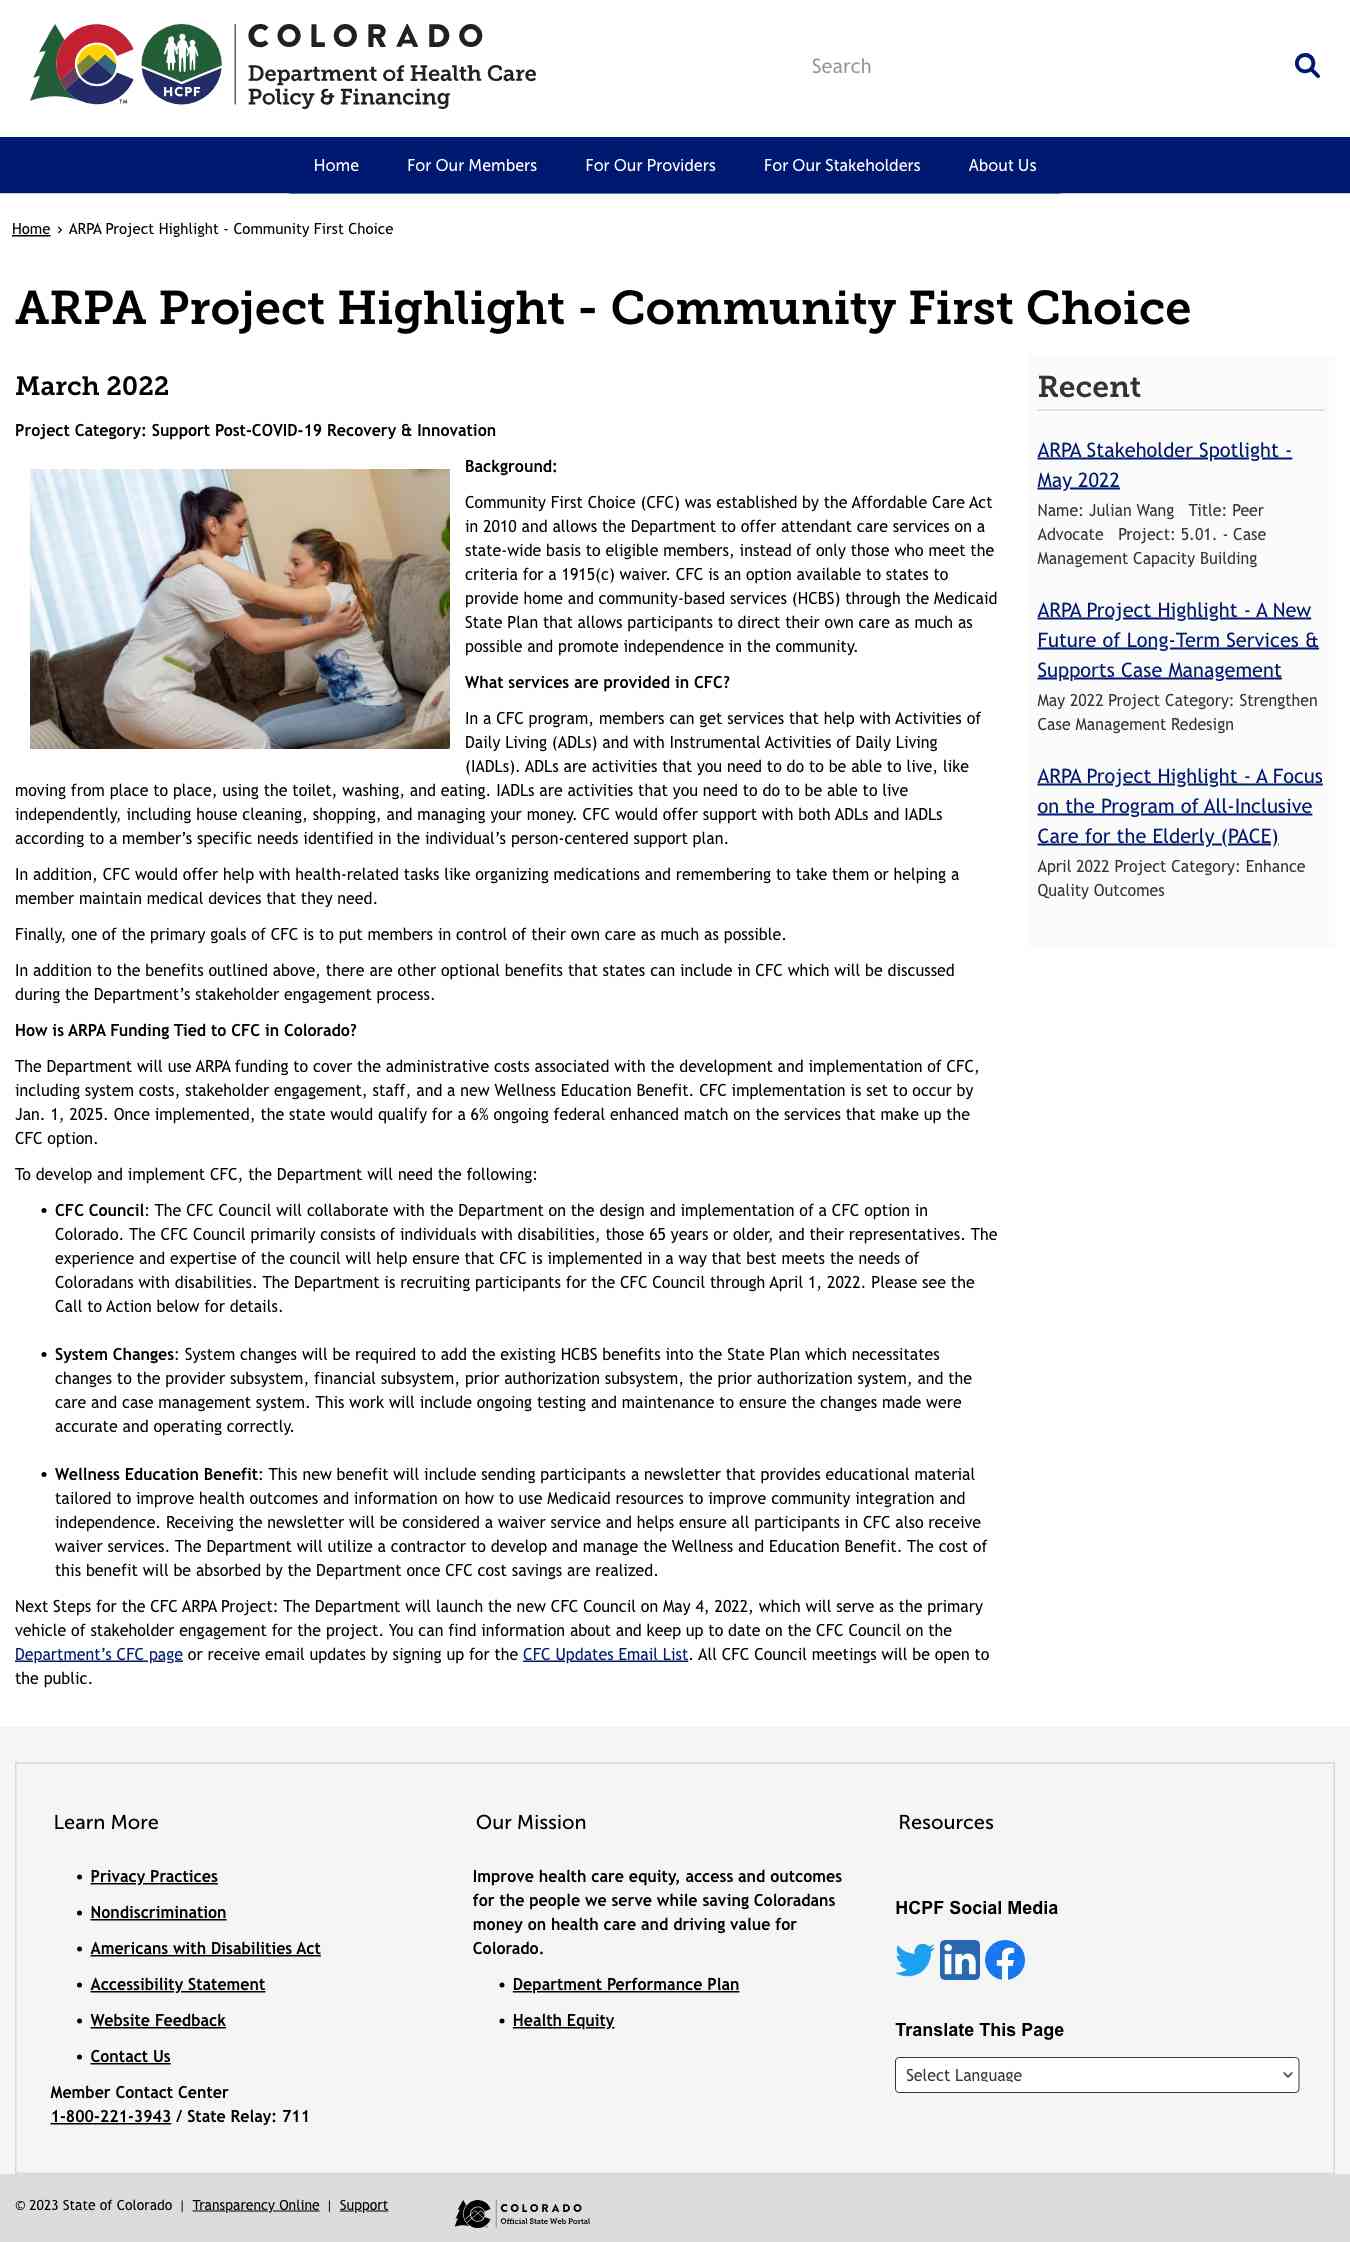 COLORADO
Department of Health Care
Policy & Financing
HCPF
TM
Search
Home
For Our Members
For Our Providers
For Our Stakeholders
About Us
Home › ARPA Project Highlight - Community First Choice
ARPA Project Highlight - Community First Choice
March 2022
Project Category: Support Post-COVID-19 Recovery & Innovation
Background:
Community First Choice (CFC) was established by the Affordable Care Act
in 2010 and allows the Department to offer attendant care services on a
state-wide basis to eligible members, instead of only those who meet the
criteria for a 1915(c) waiver. CFC is an option available to states to
provide home and community-based services (HCBS) through the Medicaid
State Plan that allows participants to direct their own care as much as
possible and promote independence in the community.
What services are provided in CFC?
In a CFC program, members can get services that help with Activities of
Daily Living (ADLs) and with Instrumental Activities of Daily Living
(IADLs). ADLs are activities that you need to do to be able to live, like
moving from place to place, using the toilet, washing, and eating. IADLs are activities that you need to do to be able to live
independently, including house cleaning, shopping, and managing your money. CFC would offer support with both ADLs and IADLs
according to a member’s specific needs identified in the individual’s person-centered support plan.
In addition, CFC would offer help with health-related tasks like organizing medications and remembering to take them or helping a
member maintain medical devices that they need.
Finally, one of the primary goals of CFC is to put members in control of their own care as much as possible.
In addition to the benefits outlined above, there are other optional benefits that states can include in CFC which will be discussed
during the Department’s stakeholder engagement process.
How is ARPA Funding Tied to CFC in Colorado?
The Department will use ARPA funding to cover the administrative costs associated with the development and implementation of CFC,
including system costs, stakeholder engagement, staff, and a new Wellness Education Benefit. CFC implementation is set to occur by
Jan. 1, 2025. Once implemented, the state would qualify for a 6% ongoing federal enhanced match on the services that make up the
CFC option.
To develop and implement CFC, the Department will need the following:
• CFC Council: The CFC Council will collaborate with the Department on the design and implementation of a CFC option in
Colorado. The CFC Council primarily consists of individuals with disabilities, those 65 years or older, and their representatives. The
experience and expertise of the council will help ensure that CFC is implemented in a way that best meets the needs of
Coloradans with disabilities. The Department is recruiting participants for the CFC Council through April 1, 2022. Please see the
Call to Action below for details.
• System Changes: System changes will be required to add the existing HCBS benefits into the State Plan which necessitates
changes to the provider subsystem, financial subsystem, prior authorization subsystem, the prior authorization system, and the
care and case management system. This work will include ongoing testing and maintenance to ensure the changes made were
accurate and operating correctly.
• Wellness Education Benefit: This new benefit will include sending participants a newsletter that provides educational material
tailored to improve health outcomes and information on how to use Medicaid resources to improve community integration and
independence. Receiving the newsletter will be considered a waiver service and helps ensure all participants in CFC also receive
waiver services. The Department will utilize a contractor to develop and manage the Wellness and Education Benefit. The cost of
this benefit will be absorbed by the Department once CFC cost savings are realized.
Next Steps for the CFC ARPA Project: The Department will launch the new CFC Council on May 4, 2022, which will serve as the primary
vehicle of stakeholder engagement for the project. You can find information about and keep up to date on the CFC Council on the
Department’s CFC page or receive email updates by signing up for the CFC Updates Email List. All CFC Council meetings will be open to
the public.
Recent
ARPA Stakeholder Spotlight -
May 2022
Name: Julian Wang Title: Peer
Advocate Project: 5.01. - Case
Management Capacity Building
ARPA Project Highlight - A New
Future of Long-Term Services &
Supports Case Management
May 2022 Project Category: Strengthen
Case Management Redesign
ARPA Project Highlight - A Focus
on the Program of All-Inclusive
Care for the Elderly (PACE)
April 2022 Project Category: Enhance
Quality Outcomes
Learn More
• Privacy Practices
• Nondiscrimination
• Americans with Disabilities Act
• Accessibility Statement
• Website Feedback
• Contact Us
Member Contact Center
1-800-221-3943 / State Relay: 711
Our Mission
Improve health care equity, access and outcomes
for the people we serve while saving Coloradans
money on health care and driving value for
Colorado.
• Department Performance Plan
• Health Equity
Resources
HCPF Social Media
Translate This Page
Select Language
© 2023 State of Colorado | Transparency Online | Support
COLORADO
Official State Web Portal